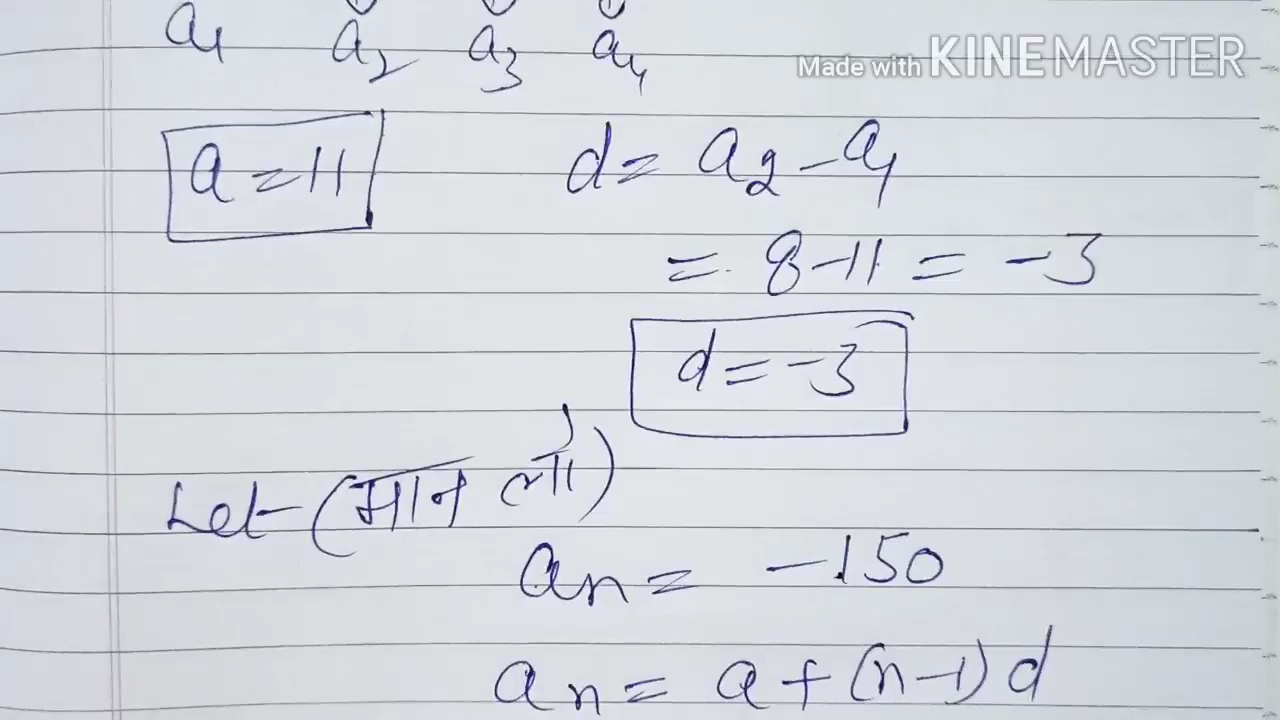 a1 a2 a3 a4
Made with KINEMASTER
a = 11 d = a2 - a1
= 8 - 11 = -3
d = -3
Let (मान लो)
an = -150
an = a + (n-1) d